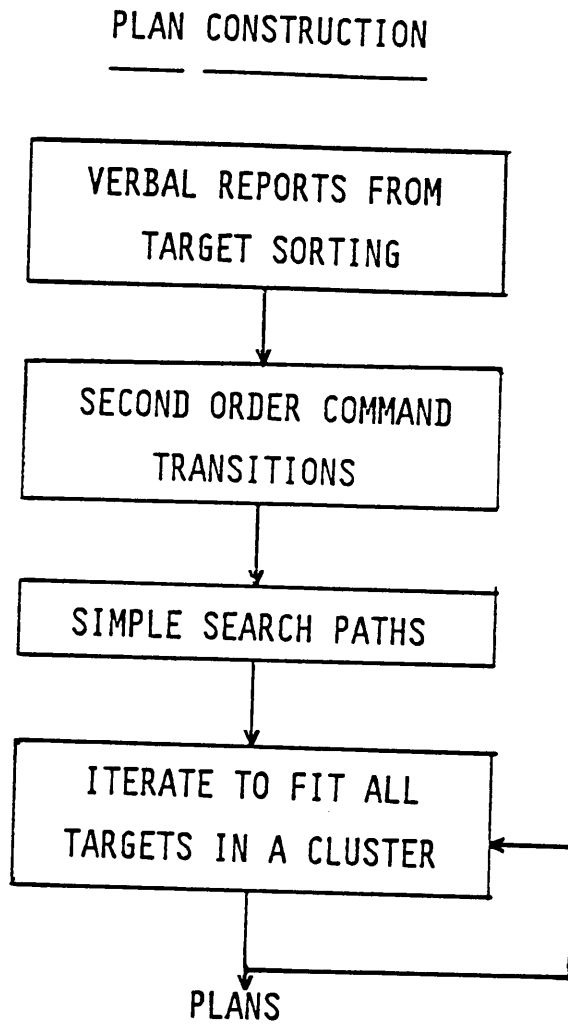 PLAN CONSTRUCTION
VERBAL REPORTS FROM
TARGET SORTING
SECOND ORDER COMMAND
TRANSITIONS
SIMPLE SEARCH PATHS
ITERATE TO FIT ALL
TARGETS IN A CLUSTER
PLANS